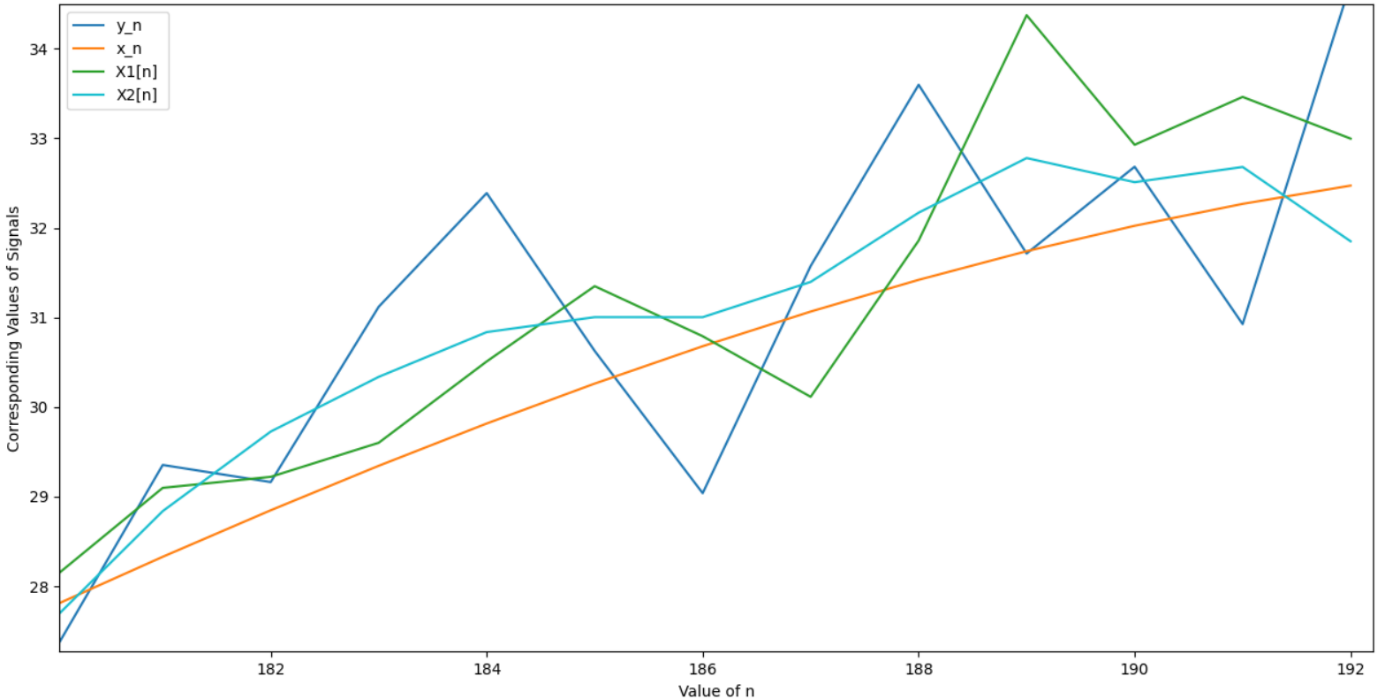 y_n
x_n
X1[n]
X2[n]
34
33
32
31
30
29
28
Corresponding Values of Signals
182 184 186 188 190 192
Value of n